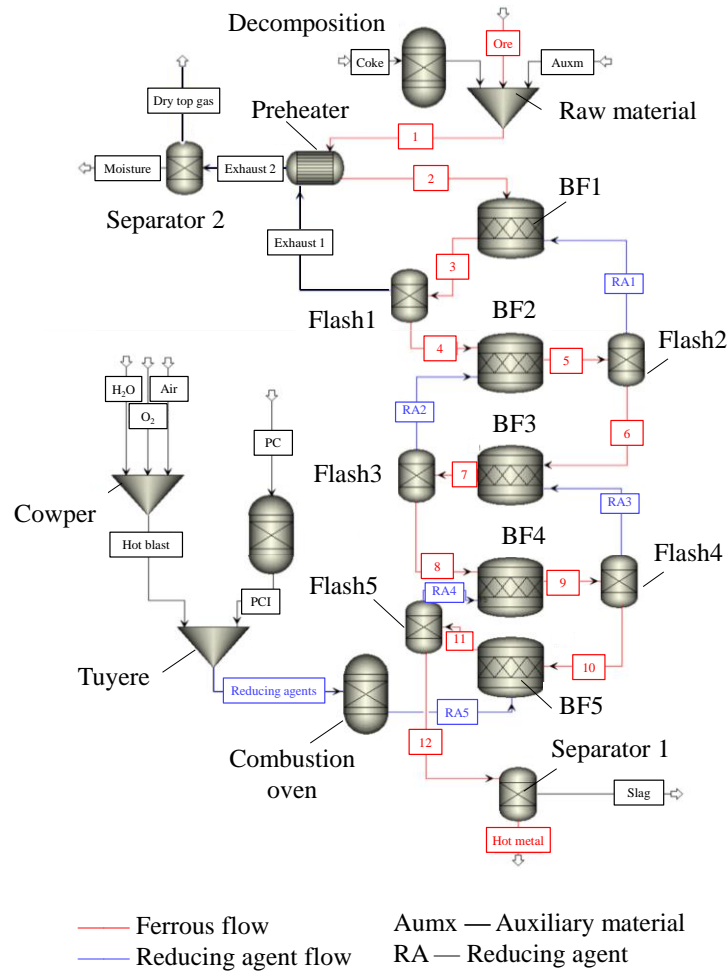 Decomposition
Ore
Coke
Auxm
Dry top gas
Preheater
Raw material
1
Moisture
Exhaust 2
2
BF1
Separator 2
Exhaust 1
3
RA1
Flash1
BF2
Flash2
4
5
H₂O
Air
O₂
RA2
PC
BF3
6
Flash3
7
RA3
Cowper
Hot blast
BF4
Flash4
8
9
Flash5
RA4
PCI
11
10
Tuyere
Reducing agents
RA5
BF5
12
Combustion
oven
Separator 1
Slag
Hot metal
Ferrous flow
Aumx — Auxiliary material
Reducing agent flow
RA — Reducing agent